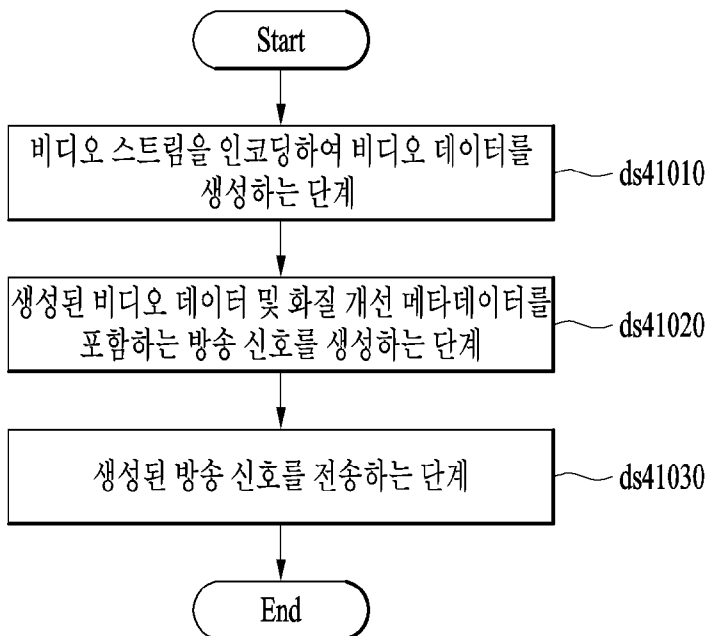 Start
비디오 스트림을 인코딩하여 비디오 데이터를
생성하는 단계
ds41010
생성된 비디오 데이터 및 화질 개선 메타데이터를
포함하는 방송 신호를 생성하는 단계
ds41020
생성된 방송 신호를 전송하는 단계
ds41030
End